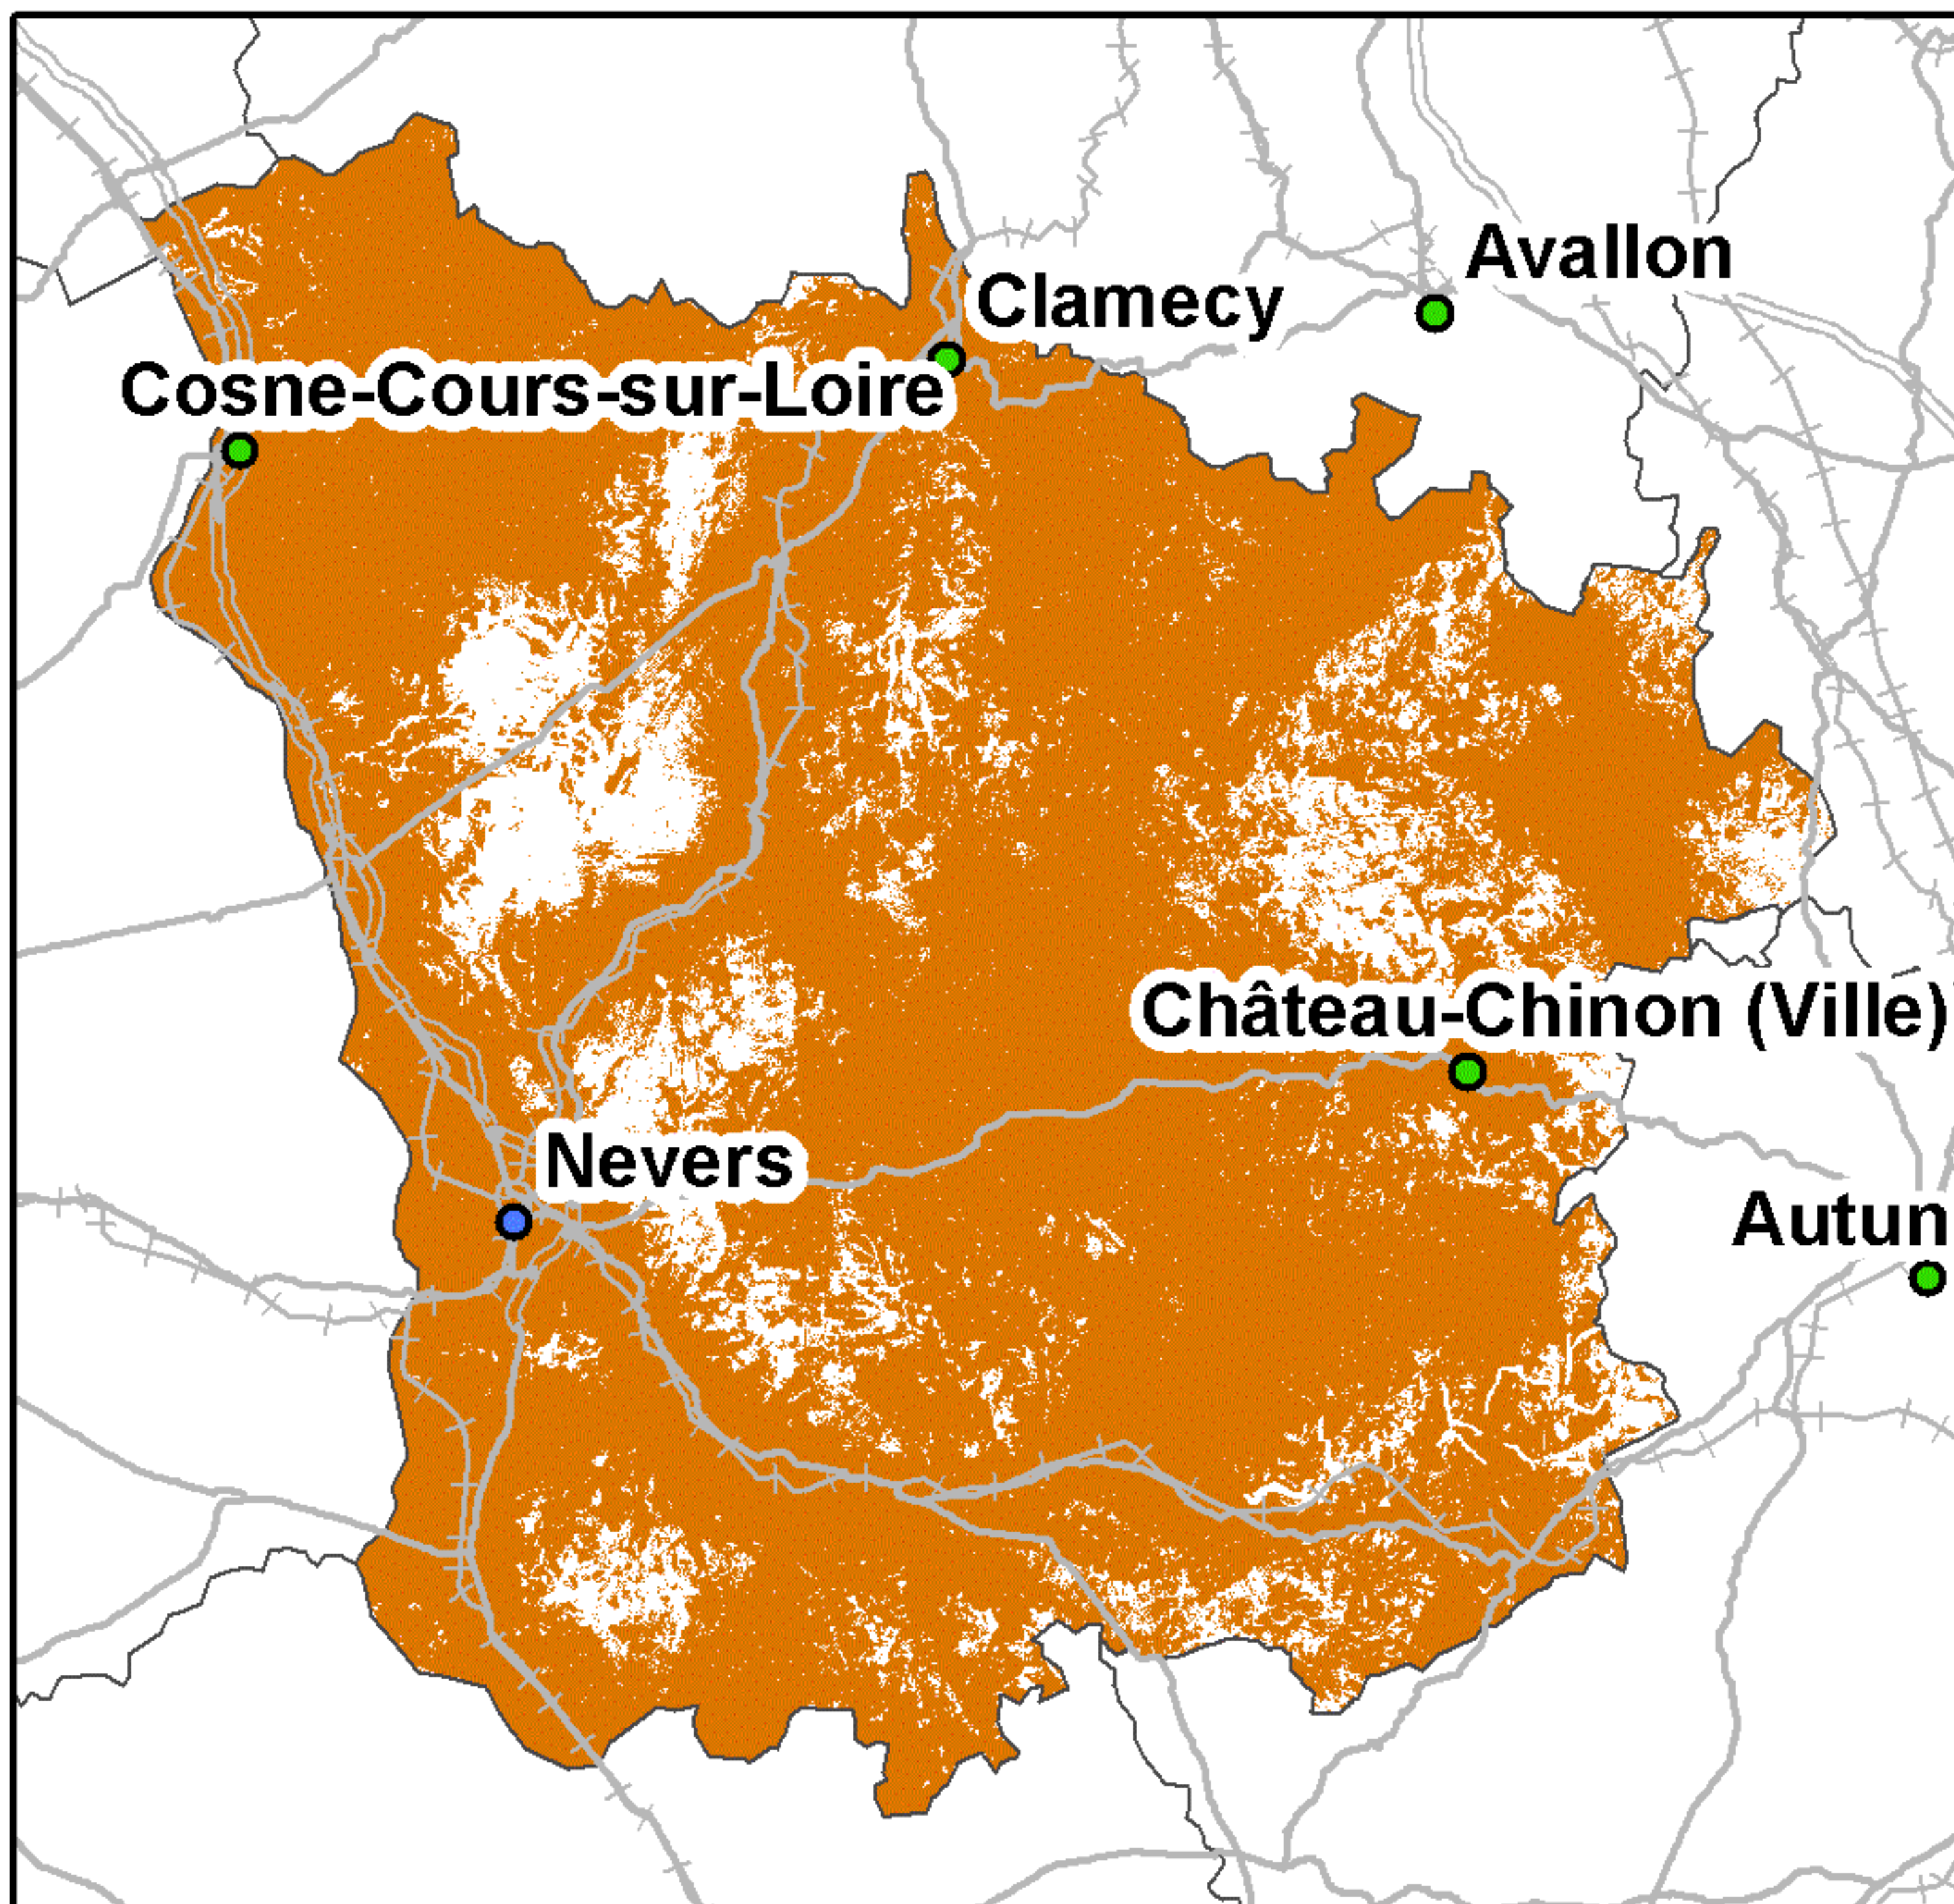 Avallon
Clamecy
Cosne-Cours-sur-Loire
Château-Chinon (Ville)
Nevers
Autun